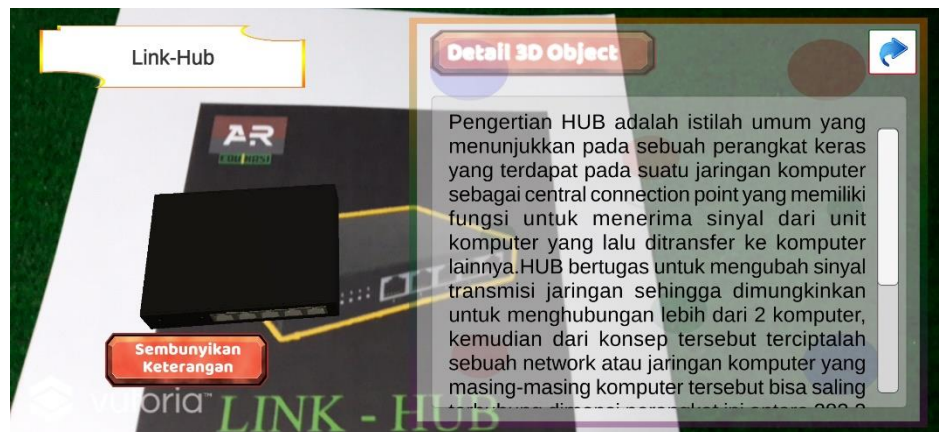 Link-Hub
Detail 3D Object
AR
EDUKASI
Pengertian HUB adalah istilah umum yang
menunjukkan pada sebuah perangkat keras
yang terdapat pada suatu jaringan komputer
sebagai central connection point yang memiliki
fungsi untuk menerima sinyal dari unit
komputer yang lalu ditransfer ke komputer
lainnya.HUB bertugas untuk mengubah sinyal
transmisi jaringan sehingga dimungkinkan
untuk menghubungan lebih dari 2 komputer,
kemudian dari konsep tersebut terciptalah
sebuah network atau jaringan komputer yang
masing-masing komputer tersebut bisa saling
Sembunyikan
Keterangan
vuforia™
LINK - HUB